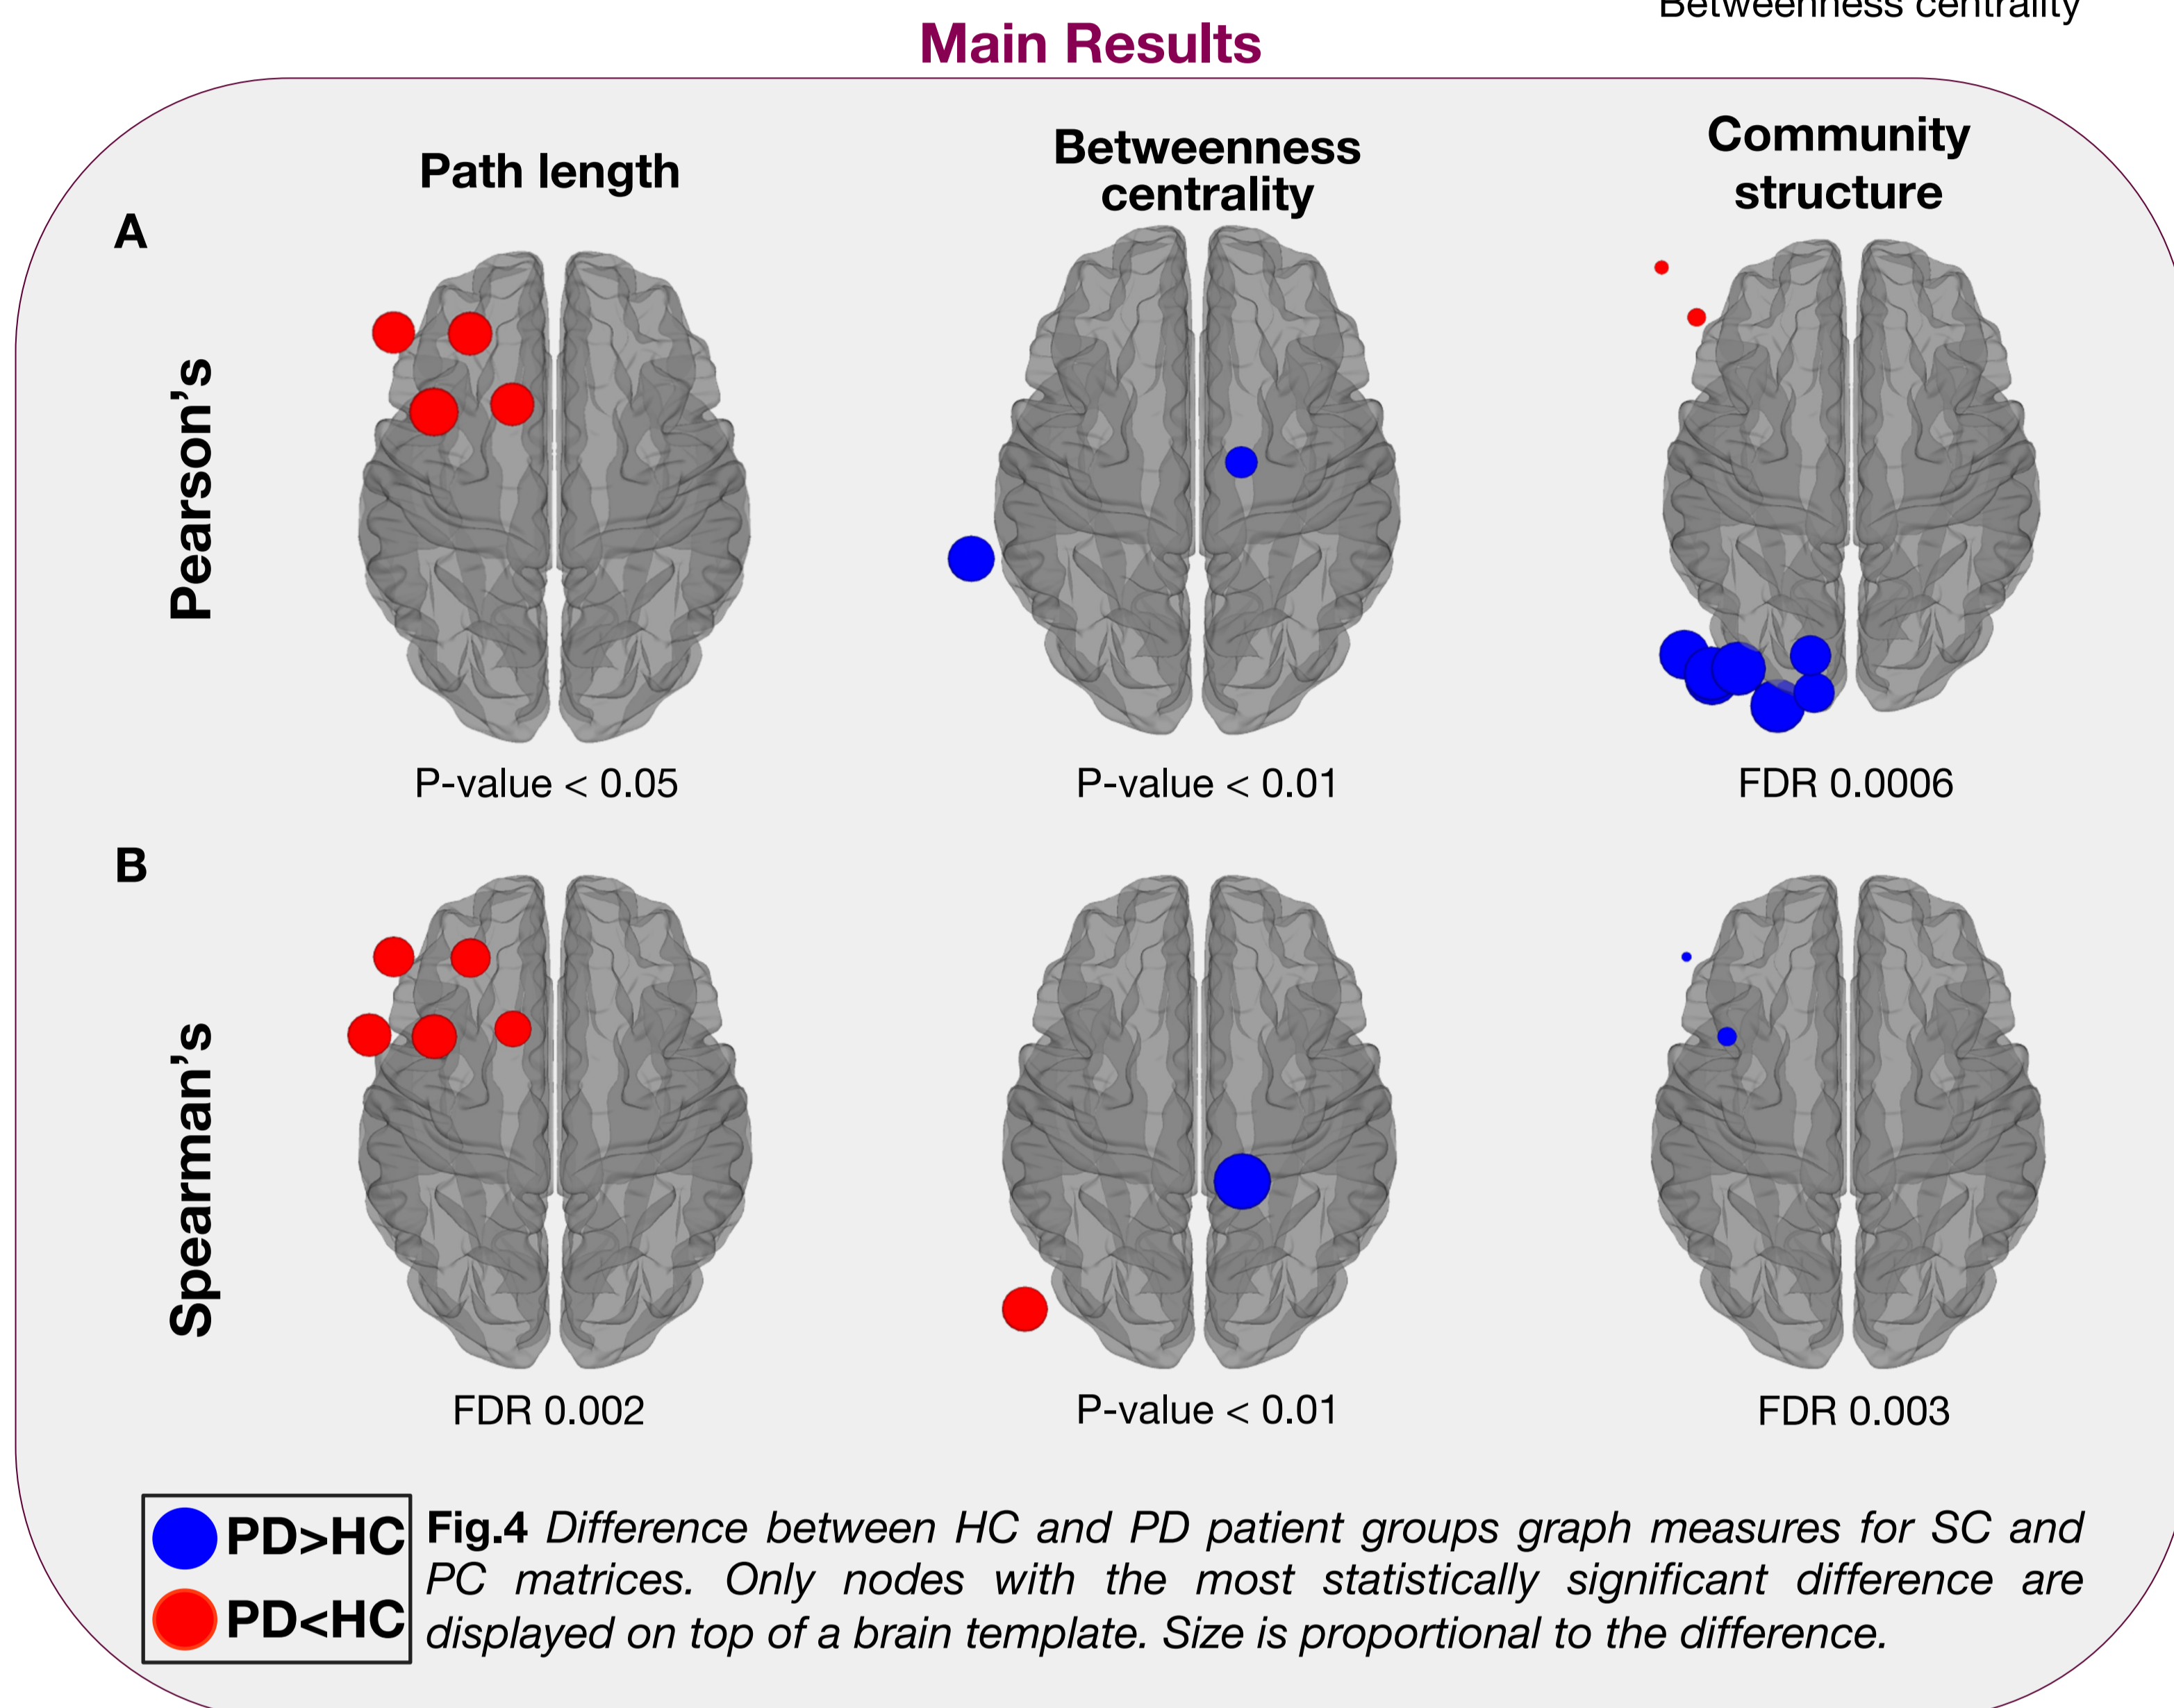 Betweenness centrality
Main Results
Path length
Betweenness
centrality
Community
structure
A
Pearson's
P-value < 0.05
P-value < 0.01
FDR 0.0006
B
Spearman's
FDR 0.002
P-value < 0.01
FDR 0.003
PD>HC
PD<HC
Fig.4 Difference between HC and PD patient groups graph measures for SC and
PC matrices. Only nodes with the most statistically significant difference are
displayed on top of a brain template. Size is proportional to the difference.